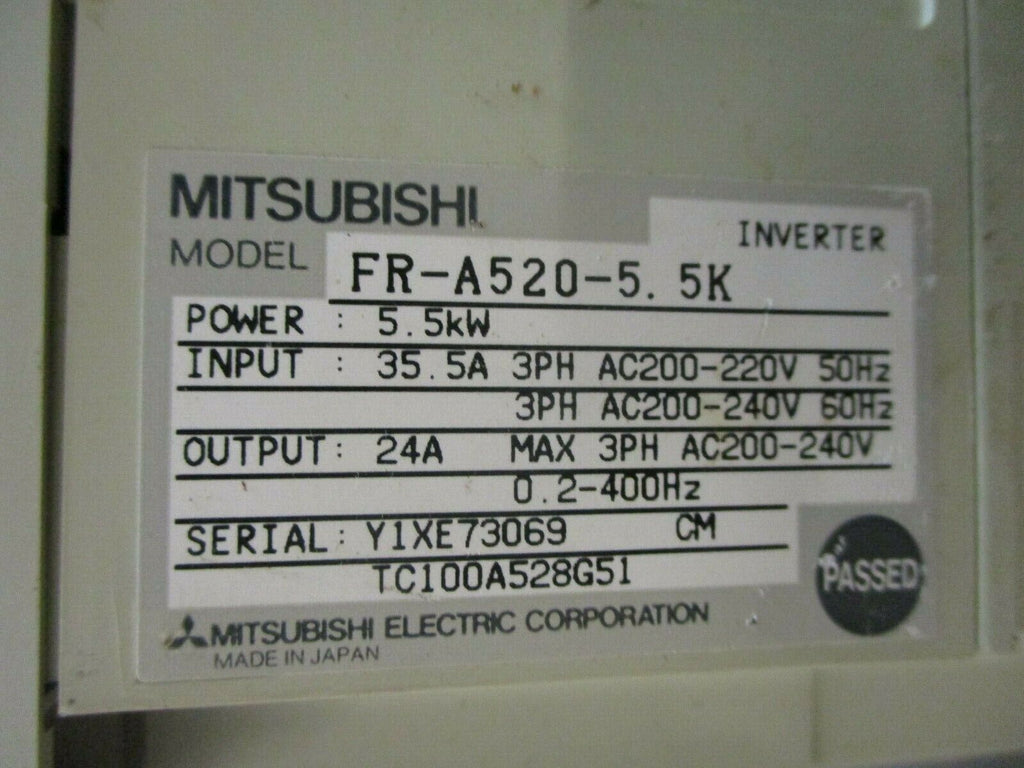 MITSUBISHI
INVERTER
MODEL FR-A520-5.5K
POWER : 5.5kW
INPUT : 35.5A 3PH AC200-220V 50Hz
3PH AC200-240V 60Hz
OUTPUT: 24A MAX 3PH AC200-240V
0.2-400Hz
SERIAL: Y1XE73069 CM
TC100A528G51
PASSED
MITSUBISHI ELECTRIC CORPORATION
MADE IN JAPAN